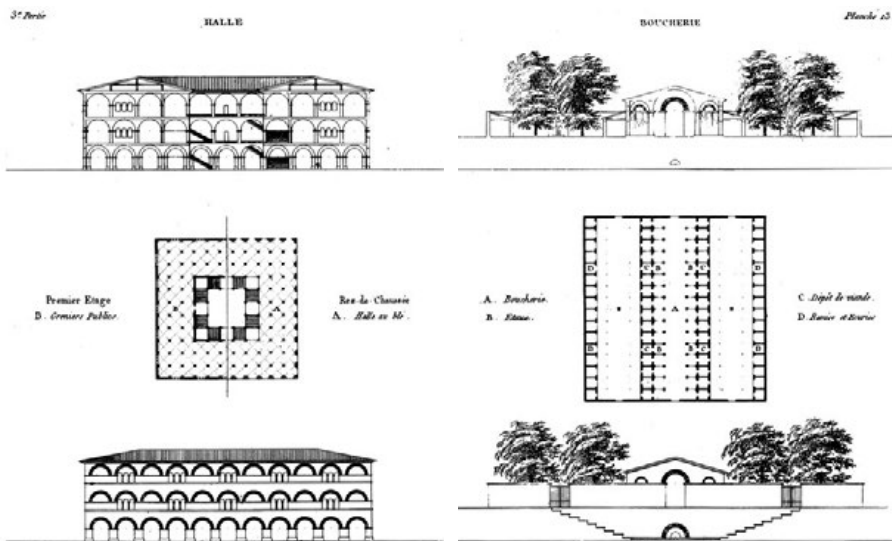 3e Partie
HALLE
BOUCHERIE
Planche 13
Premier Etage
B. Greniers Publics.
Rez-de-Chaussée
A. Halle au blé.
B
A
A. Boucherie.
B. Etaux.
C. Dépôt de viande.
D. Remise et Ecurie
D C B B C D
A
D C B B C D